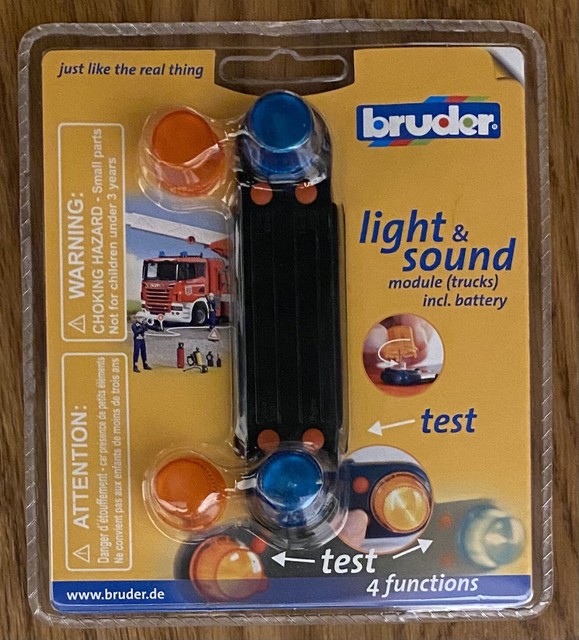 just like the real thing
bruder
light &
sound
module (trucks)
incl. battery
WARNING:
CHOKING HAZARD - Small parts
Not for children under 3 years
ATTENTION:
Danger d'étouffement - car presence de petits éléments
Ne convient pas aux enfants de moins de trois ans
test
test
4 functions
www.bruder.de